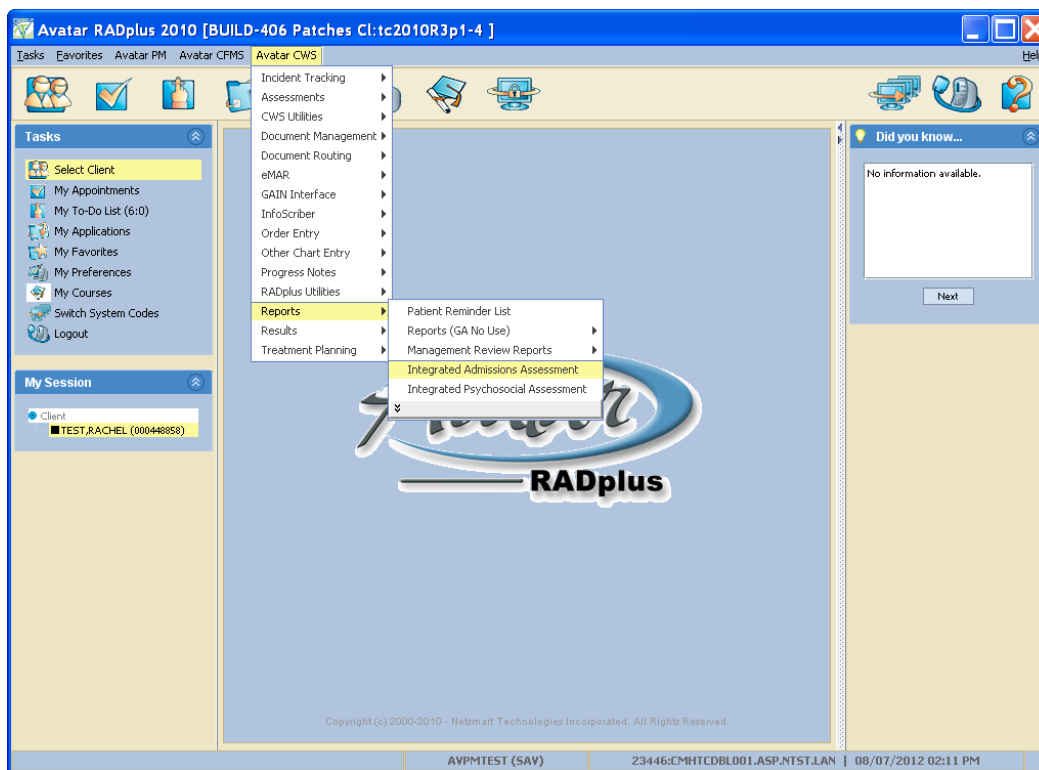 Avatar RADplus 2010 [BUILD-406 Patches Cl:tc2010R3p1-4 ]
Tasks Favorites Avatar PM Avatar CFMS Avatar CWS Help
Incident Tracking
Assessments
CWS Utilities
Document Management
Document Routing
eMAR
GAIN Interface
InfoScriber
Order Entry
Other Chart Entry
Progress Notes
RADplus Utilities
Reports
Results
Treatment Planning
Patient Reminder List
Reports (GA No Use)
Management Review Reports
Integrated Admissions Assessment
Integrated Psychosocial Assessment
Tasks
Select Client
My Appointments
My To-Do List (6:0)
My Applications
My Favorites
My Preferences
My Courses
Switch System Codes
Logout
My Session
Client
TEST,RACHEL (000448858)
RADplus
Copyright (c) 2000-2010 - Netsmart Technologies Incorporated. All Rights Reserved.
Did you know...
No information available.
Next
AVPMTEST (SAV) 23446:CMHTCDBL001.ASP.NTST.LAN | 08/07/2012 02:11 PM